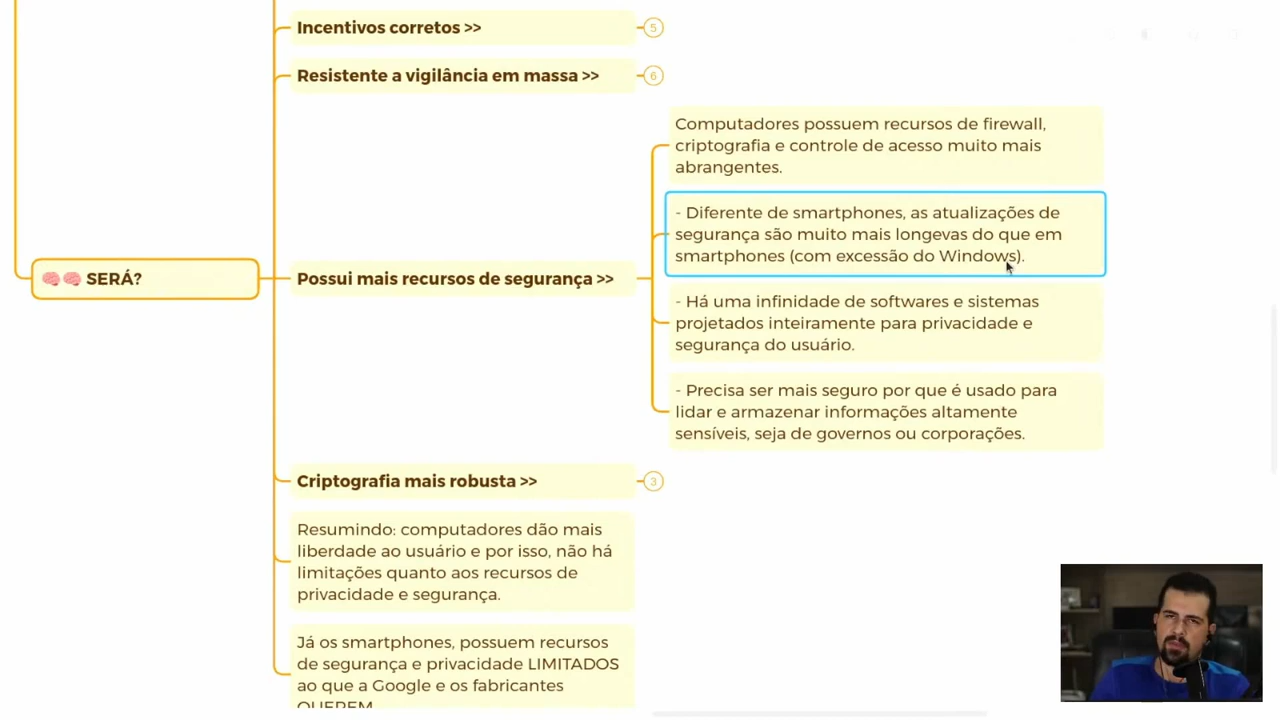 Incentivos corretos >>
5
Resistente a vigilância em massa >>
6
Computadores possuem recursos de firewall,
criptografia e controle de acesso muito mais
abrangentes.
- Diferente de smartphones, as atualizações de
segurança são muito mais longevas do que em
smartphones (com excessão do Windows).
SERÁ?
Possui mais recursos de segurança >>
- Há uma infinidade de softwares e sistemas
projetados inteiramente para privacidade e
segurança do usuário.
- Precisa ser mais seguro por que é usado para
lidar e armazenar informações altamente
sensíveis, seja de governos ou corporações.
Criptografia mais robusta >>
3
Resumindo: computadores dão mais
liberdade ao usuário e por isso, não há
limitações quanto aos recursos de
privacidade e segurança.
Já os smartphones, possuem recursos
de segurança e privacidade LIMITADOS
ao que a Google e os fabricantes
QUEREM